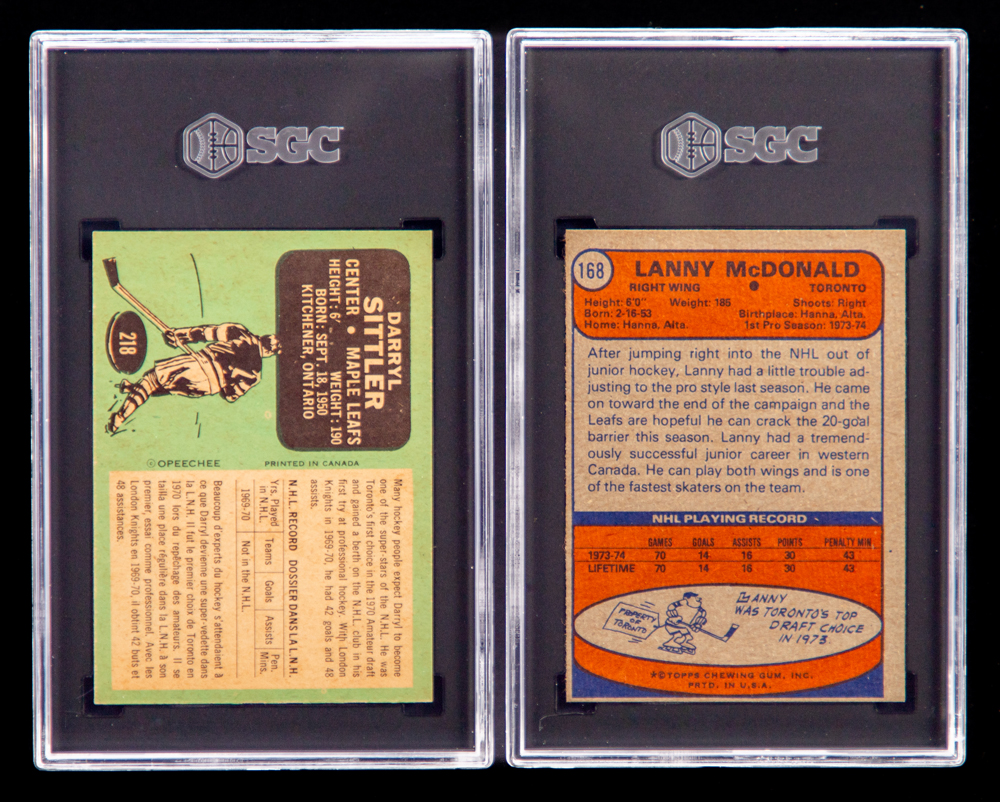 SGC
DARRYL
SITTLER
CENTER • MAPLE LEAFS
HEIGHT: 6' WEIGHT: 190
BORN: SEPT. 18, 1950
KITCHENER, ONTARIO
218
©OPEECHEE PRINTED IN CANADA
Many hockey people expect Darryl to become
one of the super-stars of the N.H.L. He was
Toronto's first choice in the 1970 Amateur draft
and gained a berth on the N.H.L. club in his
first try at professional hockey. With London
Knights in 1969-70, he had 42 goals and 48
assists.
N.H.L. RECORD DOSSIER DANS LA L.N.H.
Yrs. Played Teams Goals Assists Pen.
in N.H.L. Mins.
1969-70 Not in the N.H.L.
Beaucoup d'experts du hockey s'attendaient à
ce que Darryl devienne une super-vedette dans
la L.N.H. Il fut le premier choix de Toronto en
1970 lors du repêchage des amateurs. Il se
tailla une place régulière dans la L.N.H. à son
premier, essai comme professionnel. Avec les
London Knights en 1969-70, il obtint 42 buts et
48 assistances.
SGC
168
LANNY McDONALD
RIGHT WING TORONTO
Height: 6'0" Weight: 185 Shoots: Right
Born: 2-16-53 Birthplace: Hanna, Alta.
Home: Hanna, Alta. 1st Pro Season: 1973-74
After jumping right into the NHL out of
junior hockey, Lanny had a little trouble ad-
justing to the pro style last season. He came
on toward the end of the campaign and the
Leafs are hopeful he can crack the 20-goal
barrier this season. Lanny had a tremend-
ously successful junior career in western
Canada. He can play both wings and is one
of the fastest skaters on the team.
NHL PLAYING RECORD
GAMES GOALS ASSISTS POINTS PENALTY MIN
1973-74 70 14 16 30 43
LIFETIME 70 14 16 30 43
PROPERTY
OF
TORONTO
LANNY
WAS TORONTO'S TOP
DRAFT CHOICE
IN 1973
*©TOPPS CHEWING GUM, INC.
PRTD. IN U.S.A.